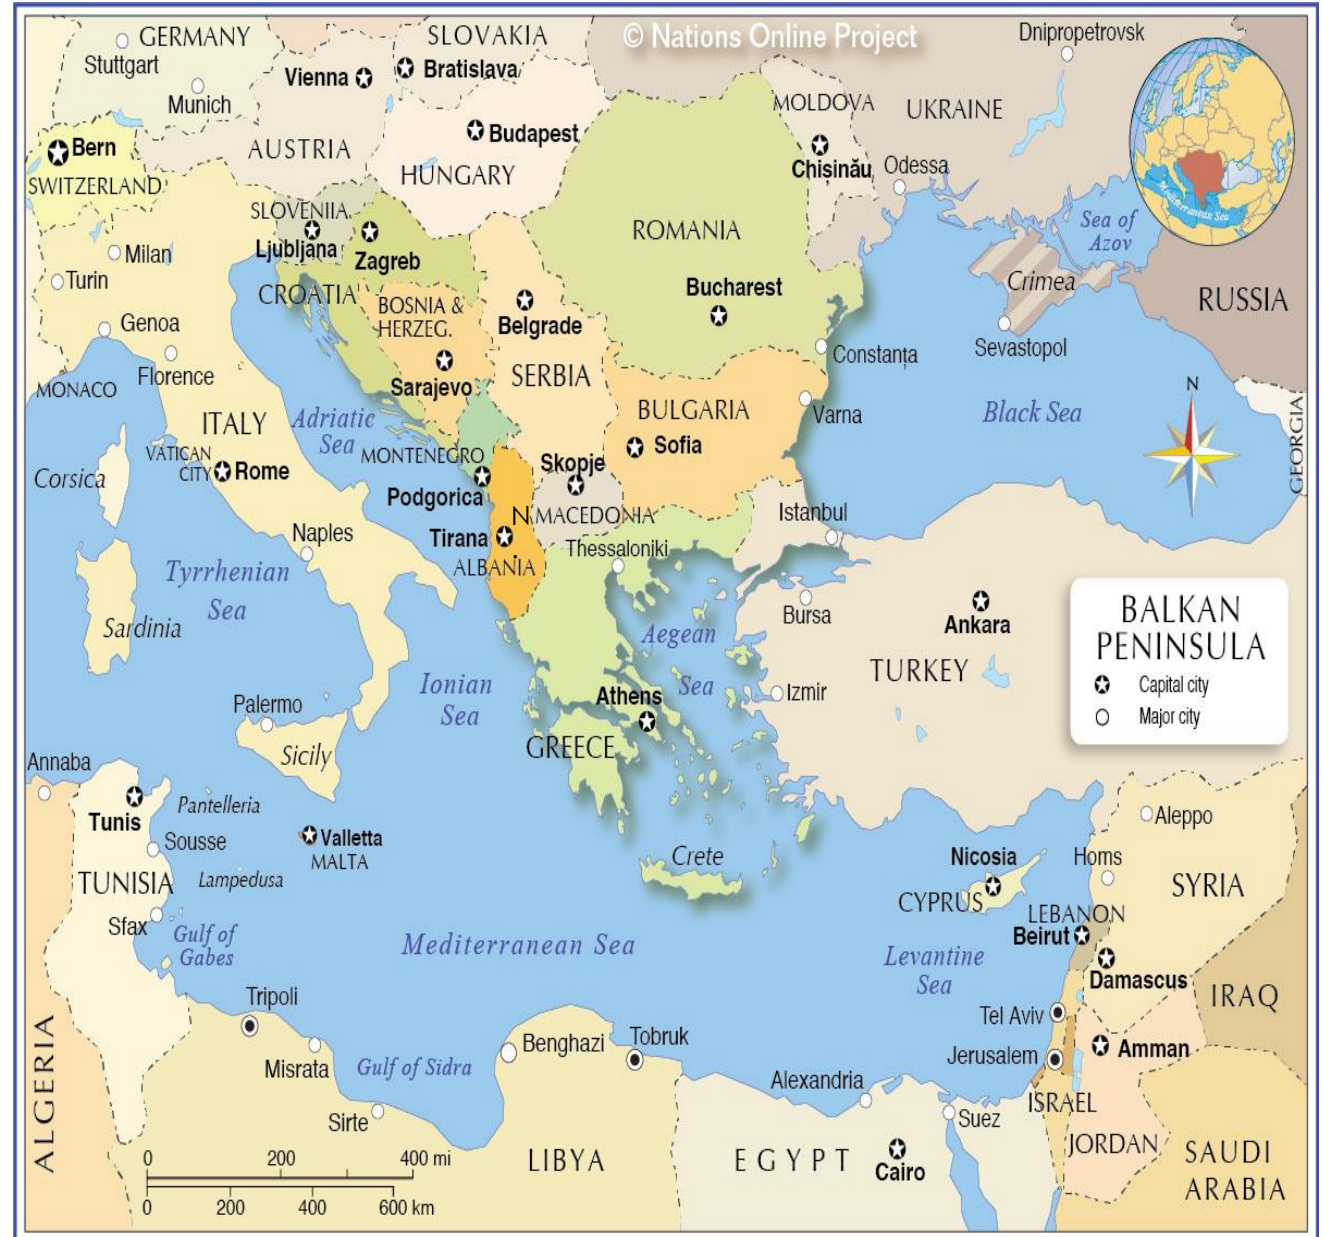 GERMANY
Stuttgart
Munich
SLOVAKIA
Vienna
Bratislava
© Nations Online Project
Dnipropetrovsk
MOLDOVA
UKRAINE
Bern
SWITZERLAND
AUSTRIA
Budapest
HUNGARY
Chișinău
Odessa
Mediterranean Sea
SLOVENIIA
Ljubljana
Zagreb
ROMANIA
Sea of
Azov
Milan
Turin
CROATIA
BOSNIA &
HERZEG.
Belgrade
Bucharest
Crimea
RUSSIA
Genoa
Florence
MONACO
Sarajevo
SERBIA
Constanța
Sevastopol
N
ITALY
Adriatic
Sea
BULGARIA
Varna
Black Sea
GEORGIA
VATICAN
CITY
Rome
Corsica
MONTENEGRO
Podgorica
Skopje
Sofia
Naples
Tirana
N
.
MACEDONIA
Istanbul
ALBANIA
Thessaloniki
Tyrrhenian
Sea
Sardinia
Aegean
Sea
Bursa
Ankara
BALKAN
PENINSULA
Capital city
Major city
Ionian
Sea
Athens
TURKEY
Izmir
Palermo
Sicily
GREECE
Annaba
Tunis
Pantelleria
Valletta
MALTA
Sousse
Crete
Nicosia
CYPRUS
Homs
Aleppo
SYRIA
TUNISIA
Lampedusa
Sfax
Gulf of
Gabes
Mediterranean Sea
Levantine
Sea
LEBANON
Beirut
Damascus
IRAQ
Tripoli
Misrata
Gulf of Sidra
Benghazi
Tobruk
Tel Aviv
Jerusalem
Amman
ALGERIA
Sirte
Alexandria
Suez
ISRAEL
JORDAN
LIBYA
EGYPT
Cairo
SAUDI
ARABIA
0 200 400 mi
0 200 400 600 km